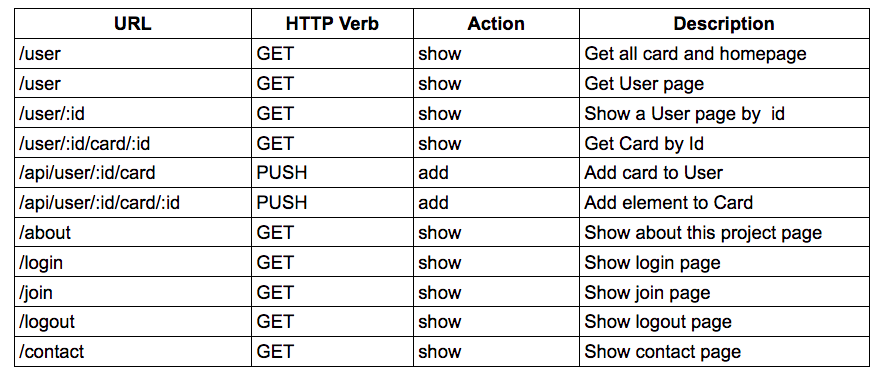 URL HTTP Verb Action Description
/user GET show Get all card and homepage
/user GET show Get User page
/user/:id GET show Show a User page by id
/user/:id/card/:id GET show Get Card by Id
/api/user/:id/card PUSH add Add card to User
/api/user/:id/card/:id PUSH add Add element to Card
/about GET show Show about this project page
/login GET show Show login page
/join GET show Show join page
/logout GET show Show logout page
/contact GET show Show contact page